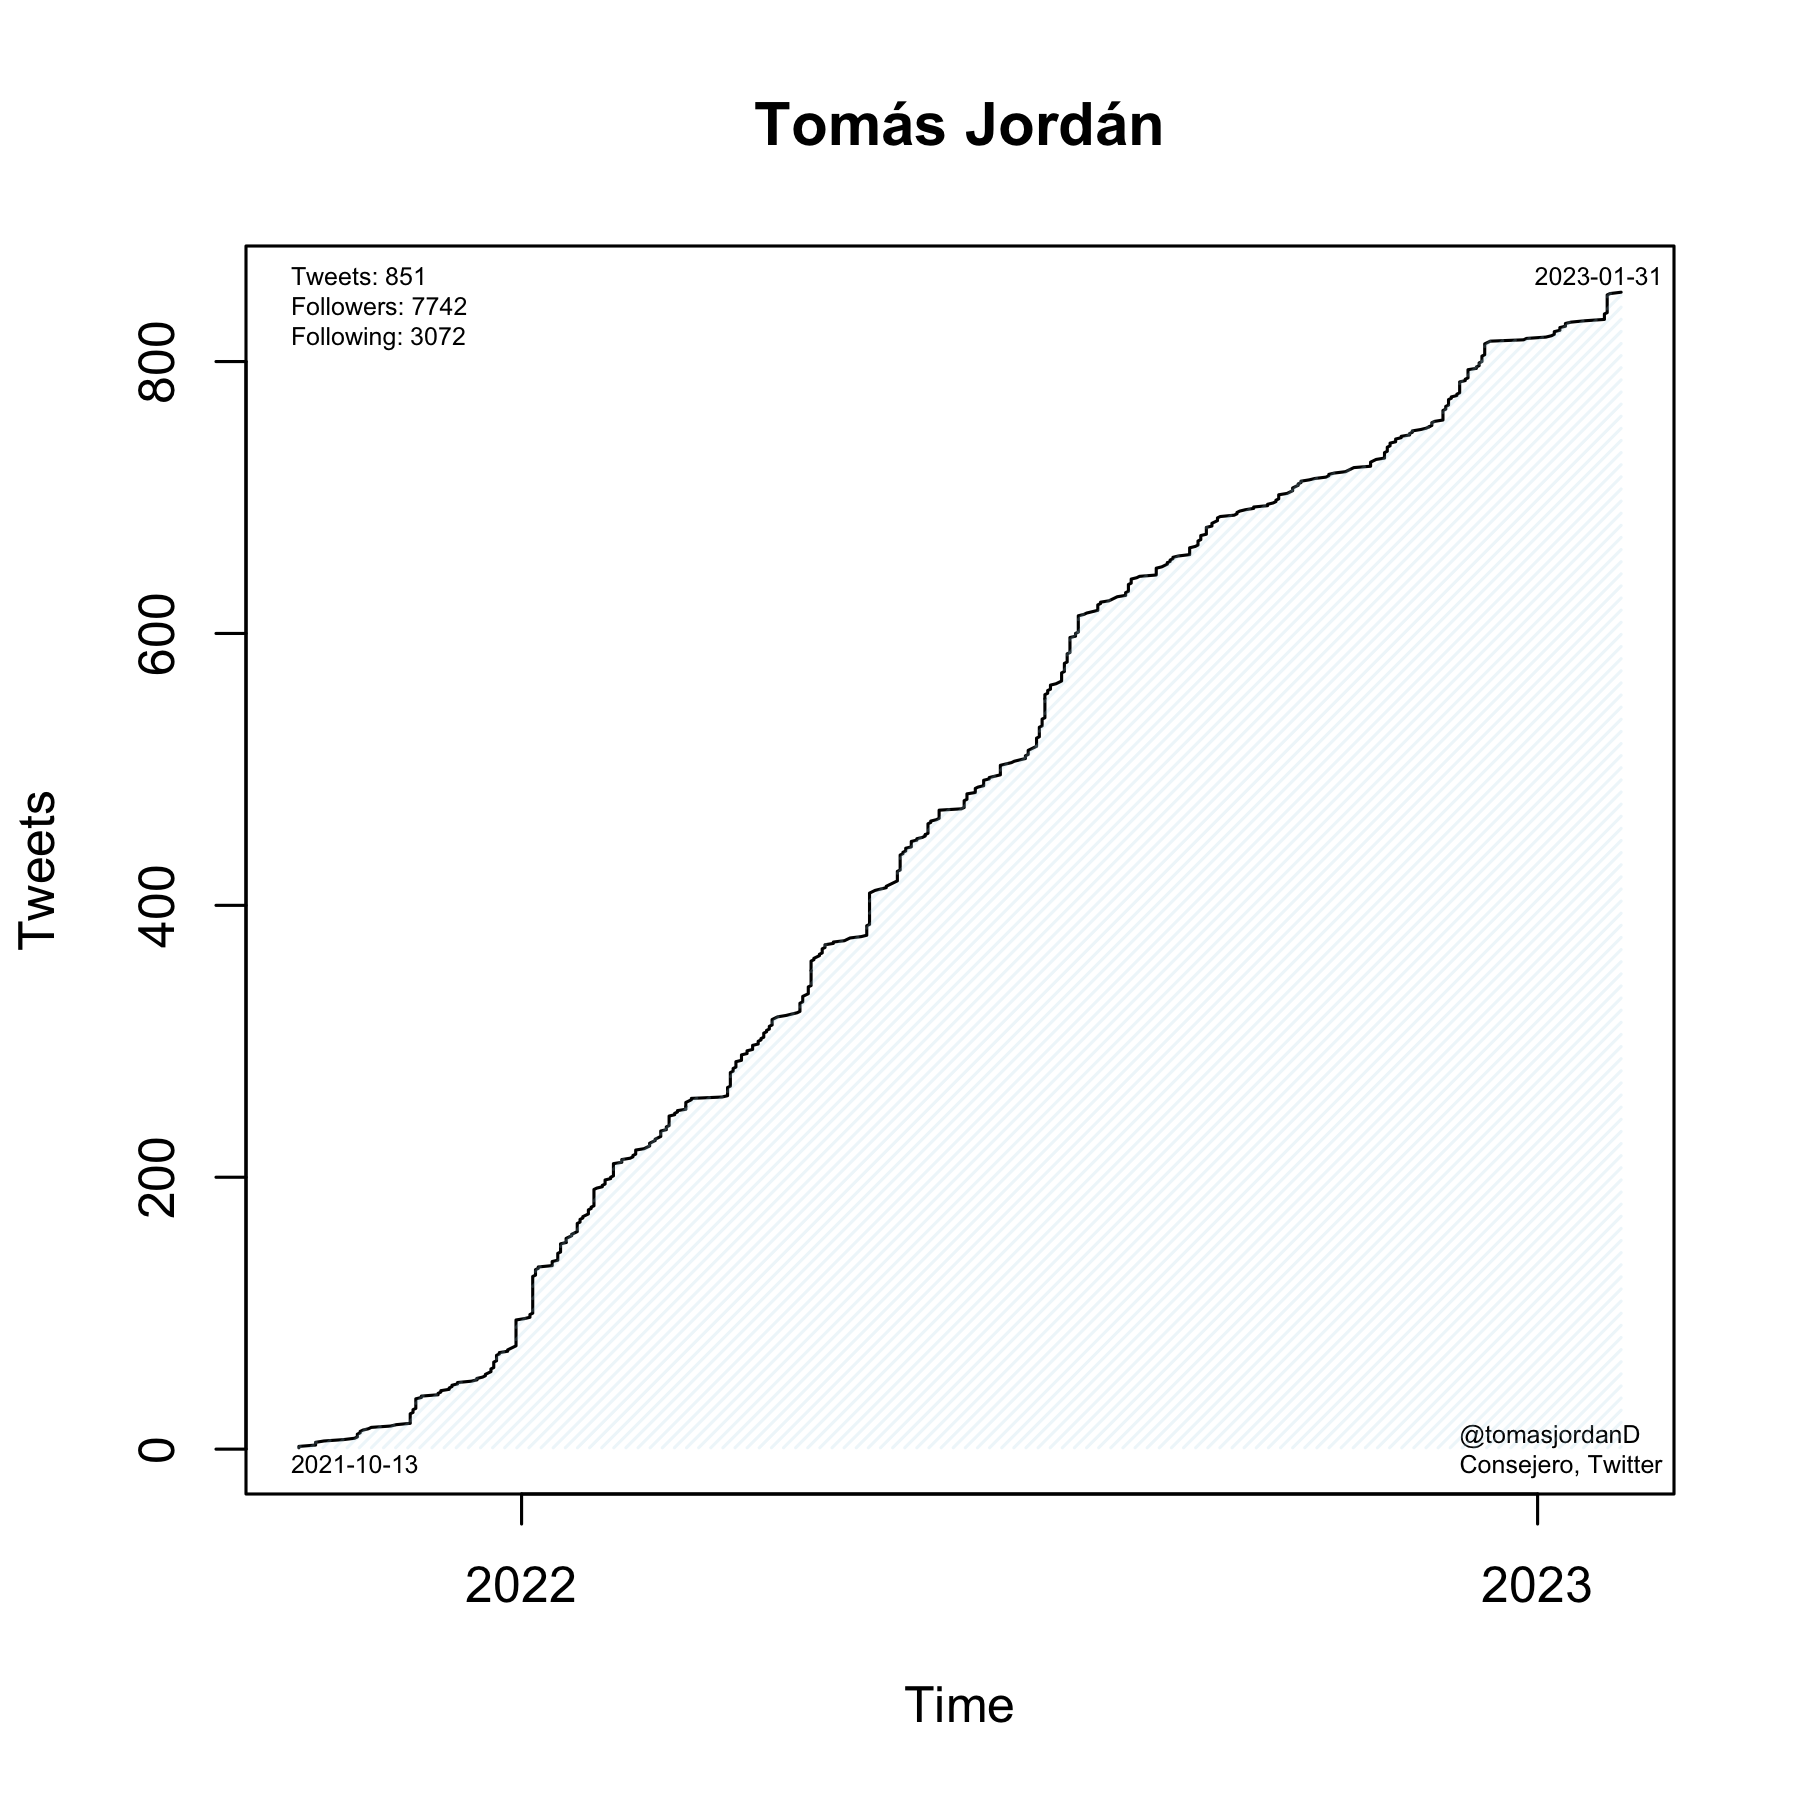 Tomás Jordán
Tweets: 851
Followers: 7742
Following: 3072
2023-01-31
800
600
400
200
0
Tweets
2021-10-13
@tomasjordanD
Consejero, Twitter
2022
2023
Time